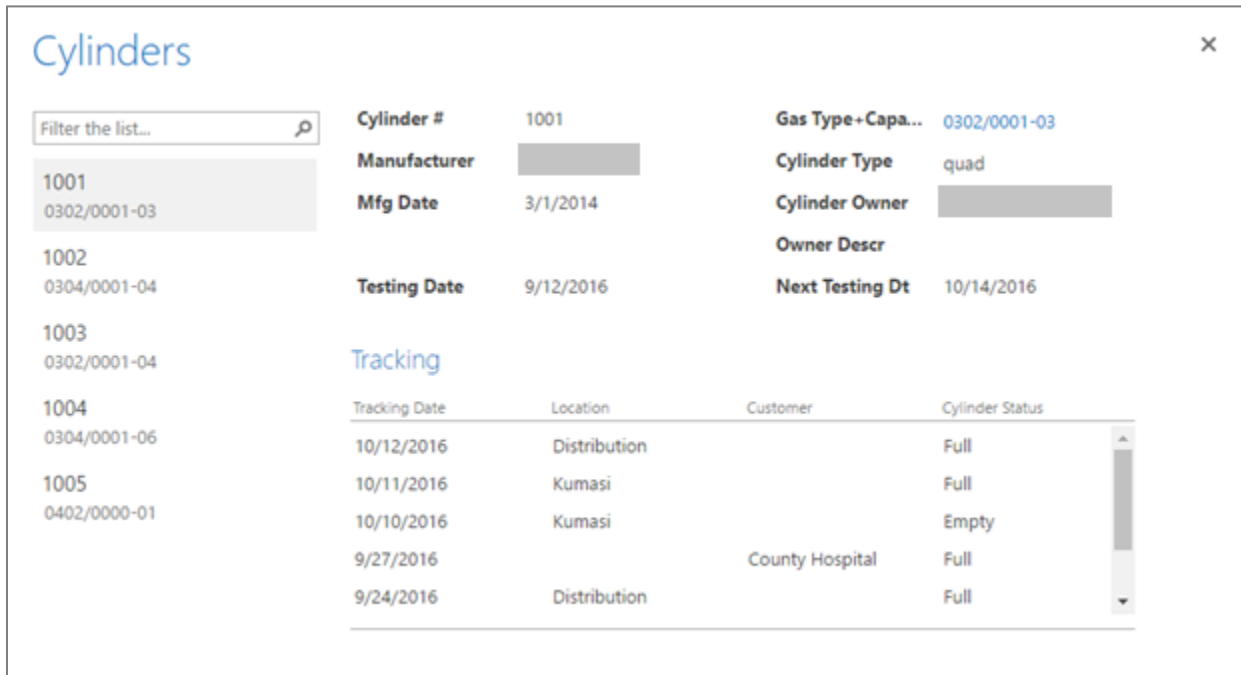 Cylinders
Filter the list...
1001
0302/0001-03
1002
0304/0001-04
1003
0302/0001-04
1004
0304/0001-06
1005
0402/0000-01
Cylinder # 1001 Gas Type+Capa... 0302/0001-03
Manufacturer Cylinder Type quad
Mfg Date 3/1/2014 Cylinder Owner
Owner Descr
Testing Date 9/12/2016 Next Testing Dt 10/14/2016
Tracking
Tracking Date Location Customer Cylinder Status
10/12/2016 Distribution Full
10/11/2016 Kumasi Full
10/10/2016 Kumasi Empty
9/27/2016 County Hospital Full
9/24/2016 Distribution Full